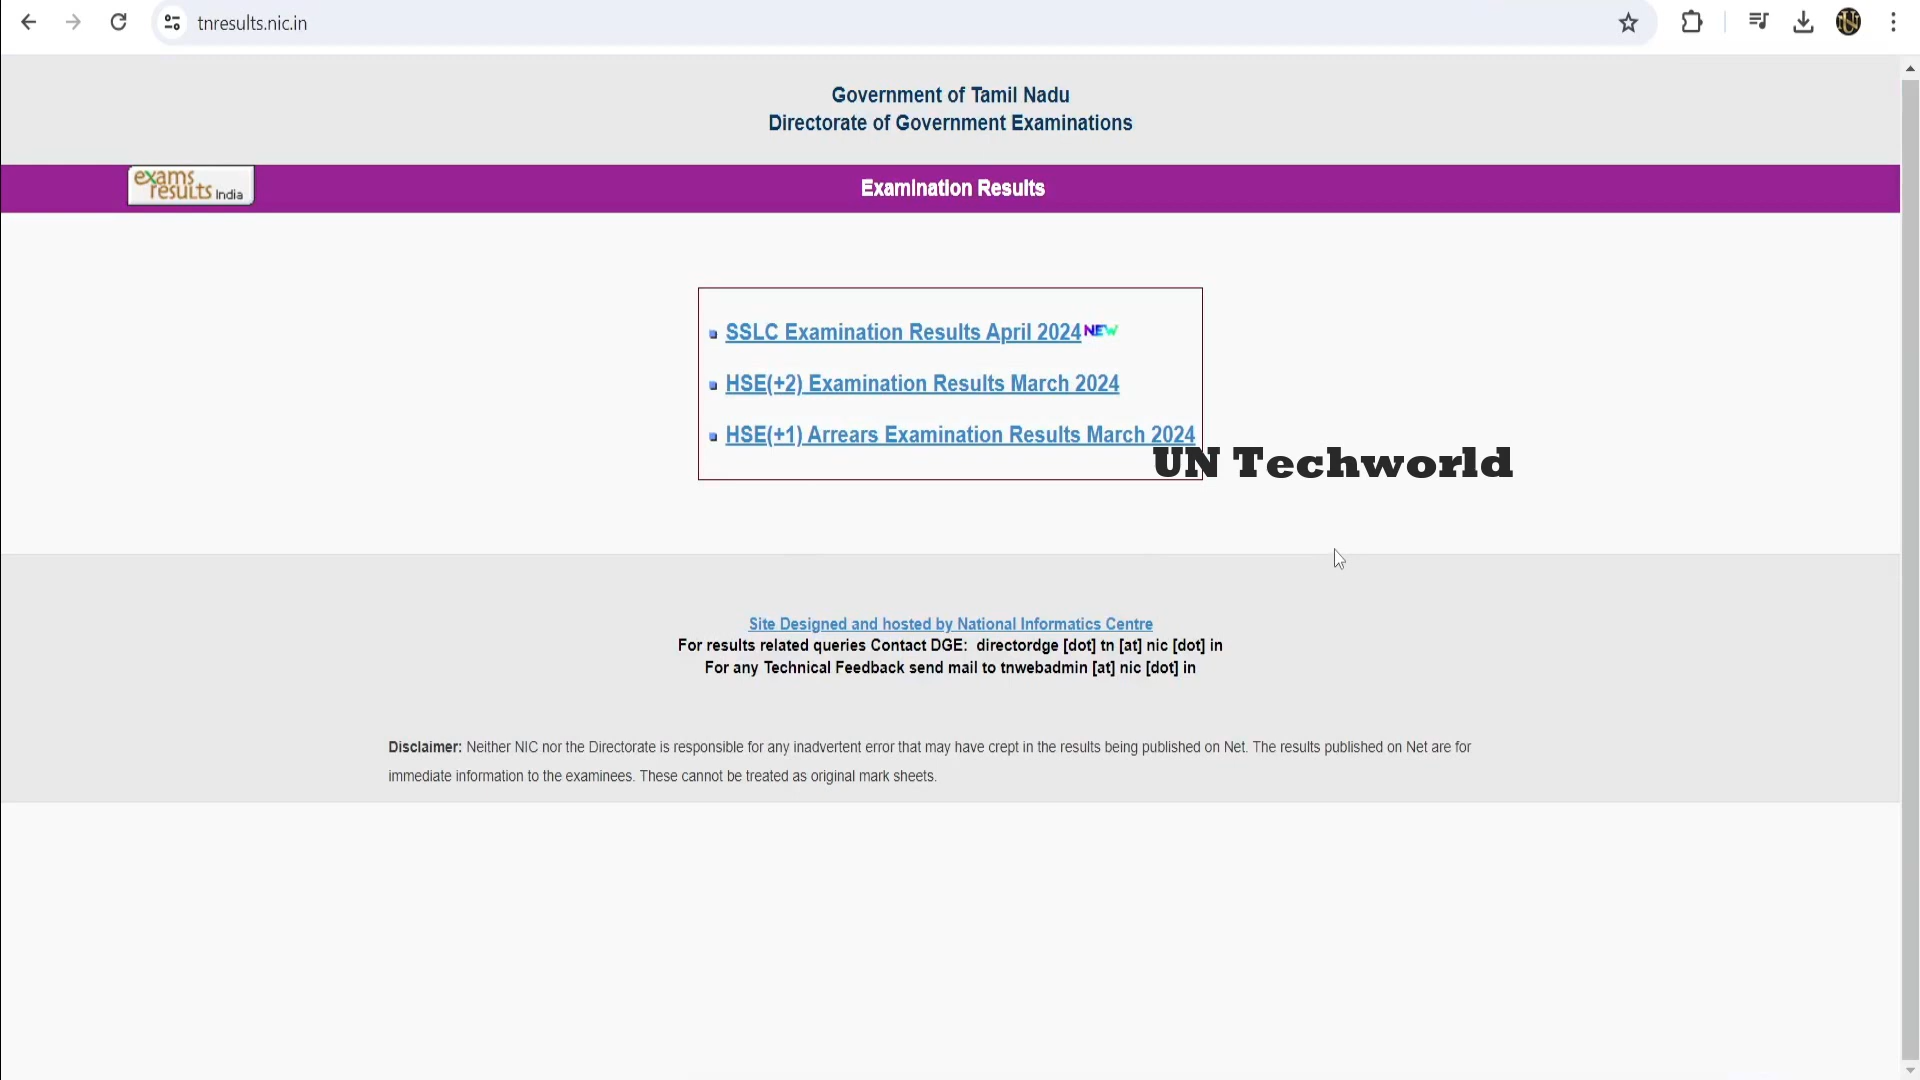 tnresults.nic.in
Government of Tamil Nadu
Directorate of Government Examinations
exams
results India
Examination Results
SSLC Examination Results April 2024 NEW
HSE(+2) Examination Results March 2024
HSE(+1) Arrears Examination Results March 2024
UN Techworld
Site Designed and hosted by National Informatics Centre
For results related queries Contact DGE: directordge [dot] tn [at] nic [dot] in
For any Technical Feedback send mail to tnwebadmin [at] nic [dot] in
Disclaimer: Neither NIC nor the Directorate is responsible for any inadvertent error that may have crept in the results being published on Net. The results published on Net are for
immediate information to the examinees. These cannot be treated as original mark sheets.